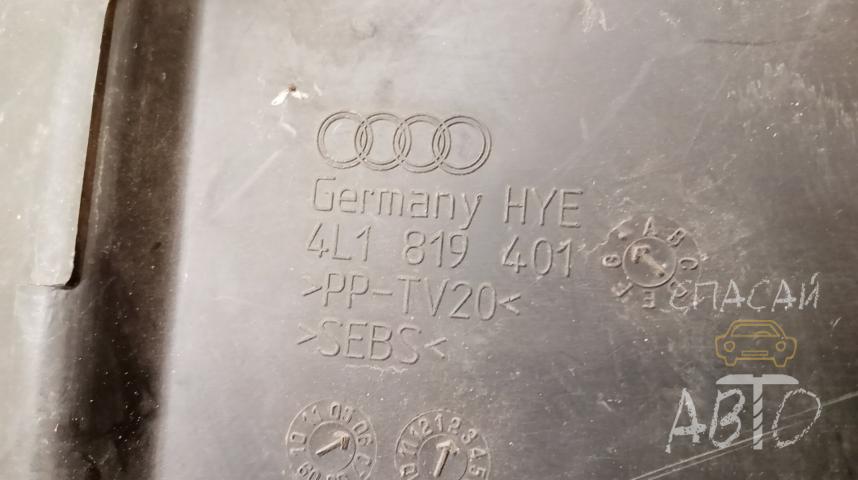 Germany HYE
4L1 819 401
>PP-TV20<
>SEBS<
СПАСАЙ
АВТО